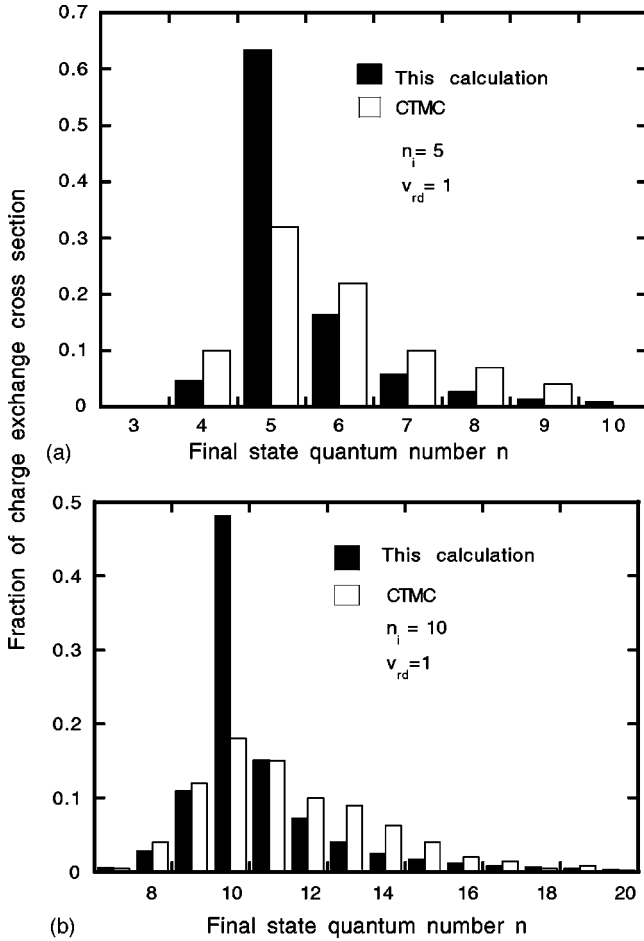 Fraction of charge exchange cross section
0.7
0.6
0.5
0.4
0.3
0.2
0.1
0
This calculation
CTMC
n_i= 5
v_rd= 1
3 4 5 6 7 8 9 10
(a) Final state quantum number n
0.5
0.4
0.3
0.2
0.1
0
This calculation
CTMC
n_i = 10
v_rd=1
8 10 12 14 16 18 20
(b) Final state quantum number n